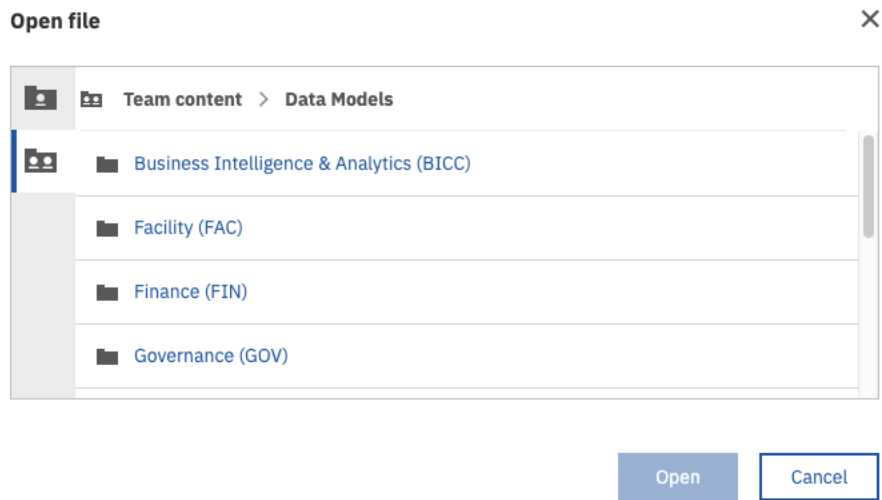 Open file
Team content > Data Models
Business Intelligence & Analytics (BICC)
Facility (FAC)
Finance (FIN)
Governance (GOV)
Open Cancel